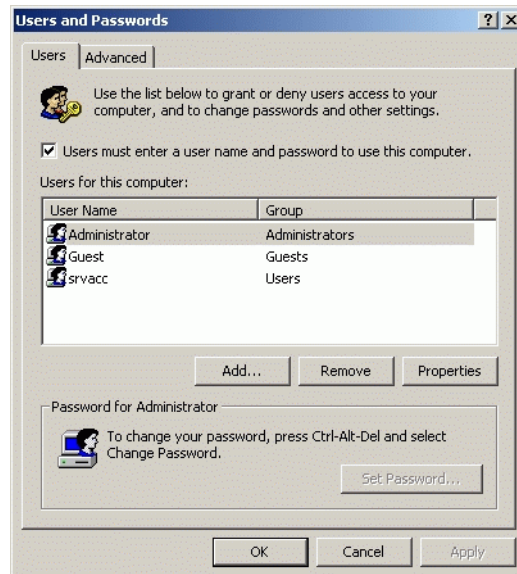 Users and Passwords
Users Advanced
Use the list below to grant or deny users access to your
computer, and to change passwords and other settings.
Users must enter a user name and password to use this computer.
Users for this computer:
User Name Group
Administrator Administrators
Guest Guests
srvacc Users
Add... Remove Properties
Password for Administrator
To change your password, press Ctrl-Alt-Del and select
Change Password.
Set Password...
OK Cancel Apply